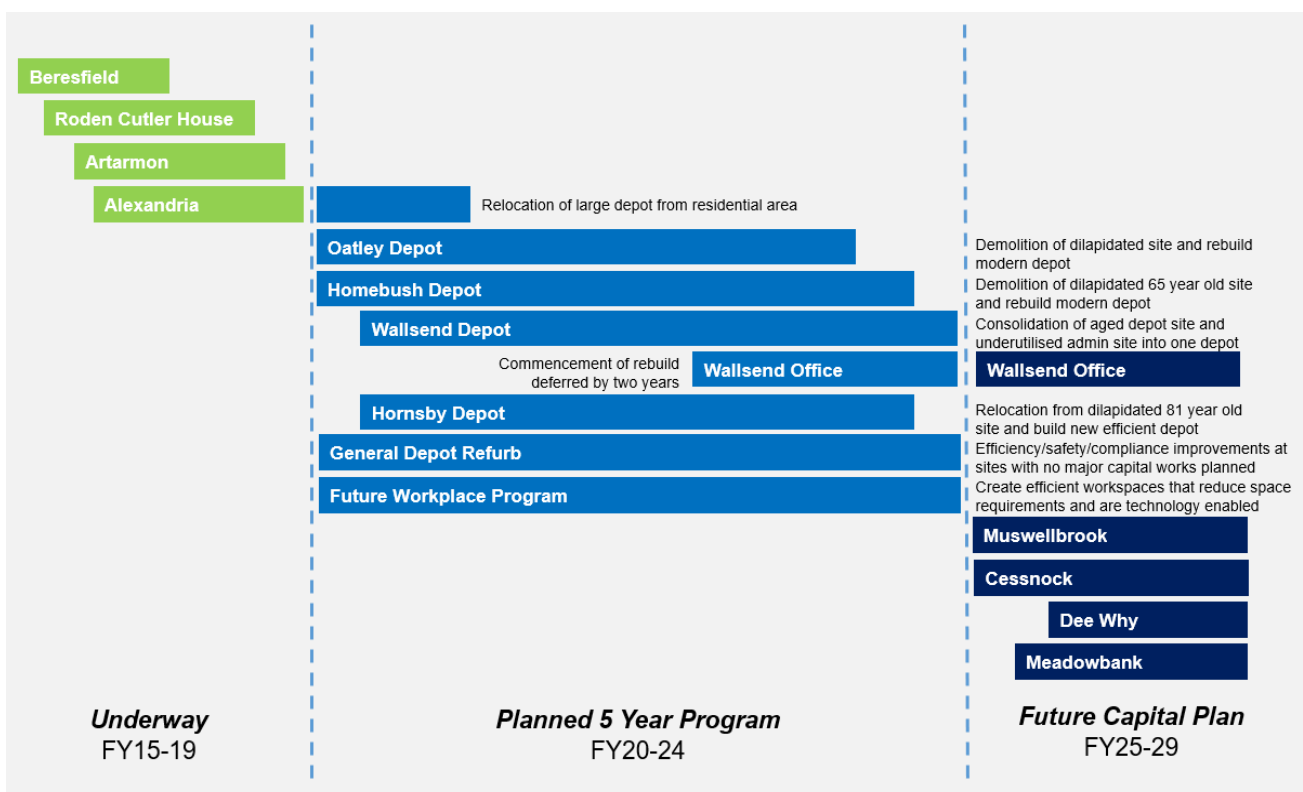 Beresfield
Roden Cutler House
Artarmon
Alexandria
Relocation of large depot from residential area
Oatley Depot
Demolition of dilapidated site and rebuild
modern depot
Homebush Depot
Demolition of dilapidated 65 year old site
and rebuild modern depot
Wallsend Depot
Consolidation of aged depot site and
underutilised admin site into one depot
Commencement of rebuild
deferred by two years
Wallsend Office
Wallsend Office
Hornsby Depot
Relocation from dilapidated 81 year old
site and build new efficient depot
General Depot Refurb
Efficiency/safety/compliance improvements at
sites with no major capital works planned
Future Workplace Program
Create efficient workspaces that reduce space
requirements and are technology enabled
Muswellbrook
Cessnock
Dee Why
Meadowbank
Underway
FY15-19
Planned 5 Year Program
FY20-24
Future Capital Plan
FY25-29